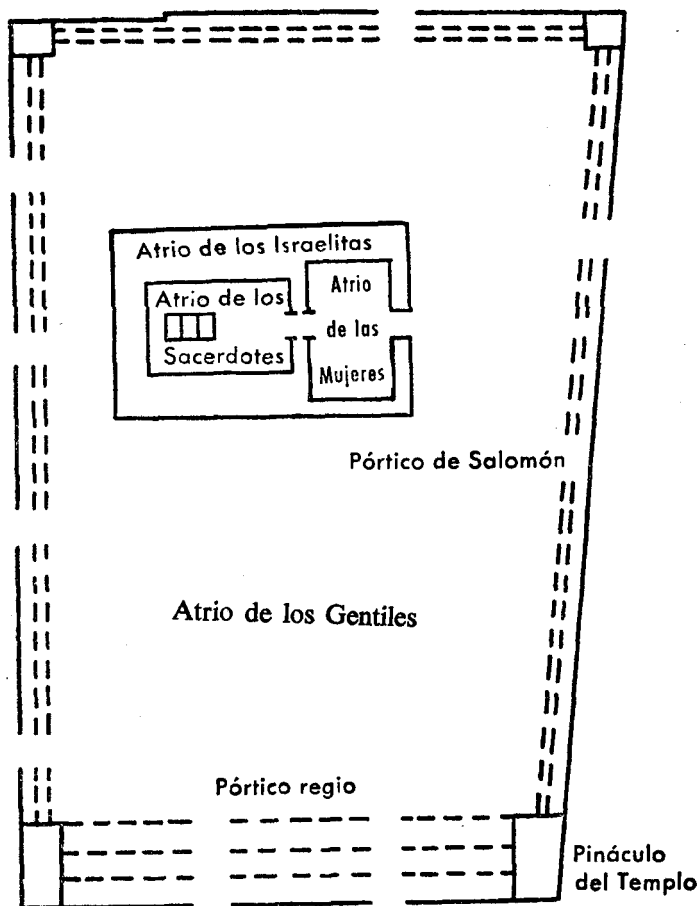 Atrio de los Israelitas
Atrio de los
Sacerdotes
Atrio
de las
Mujeres
Pórtico de Salomón
Atrio de los Gentiles
Pórtico regio
Pináculo
del Templo